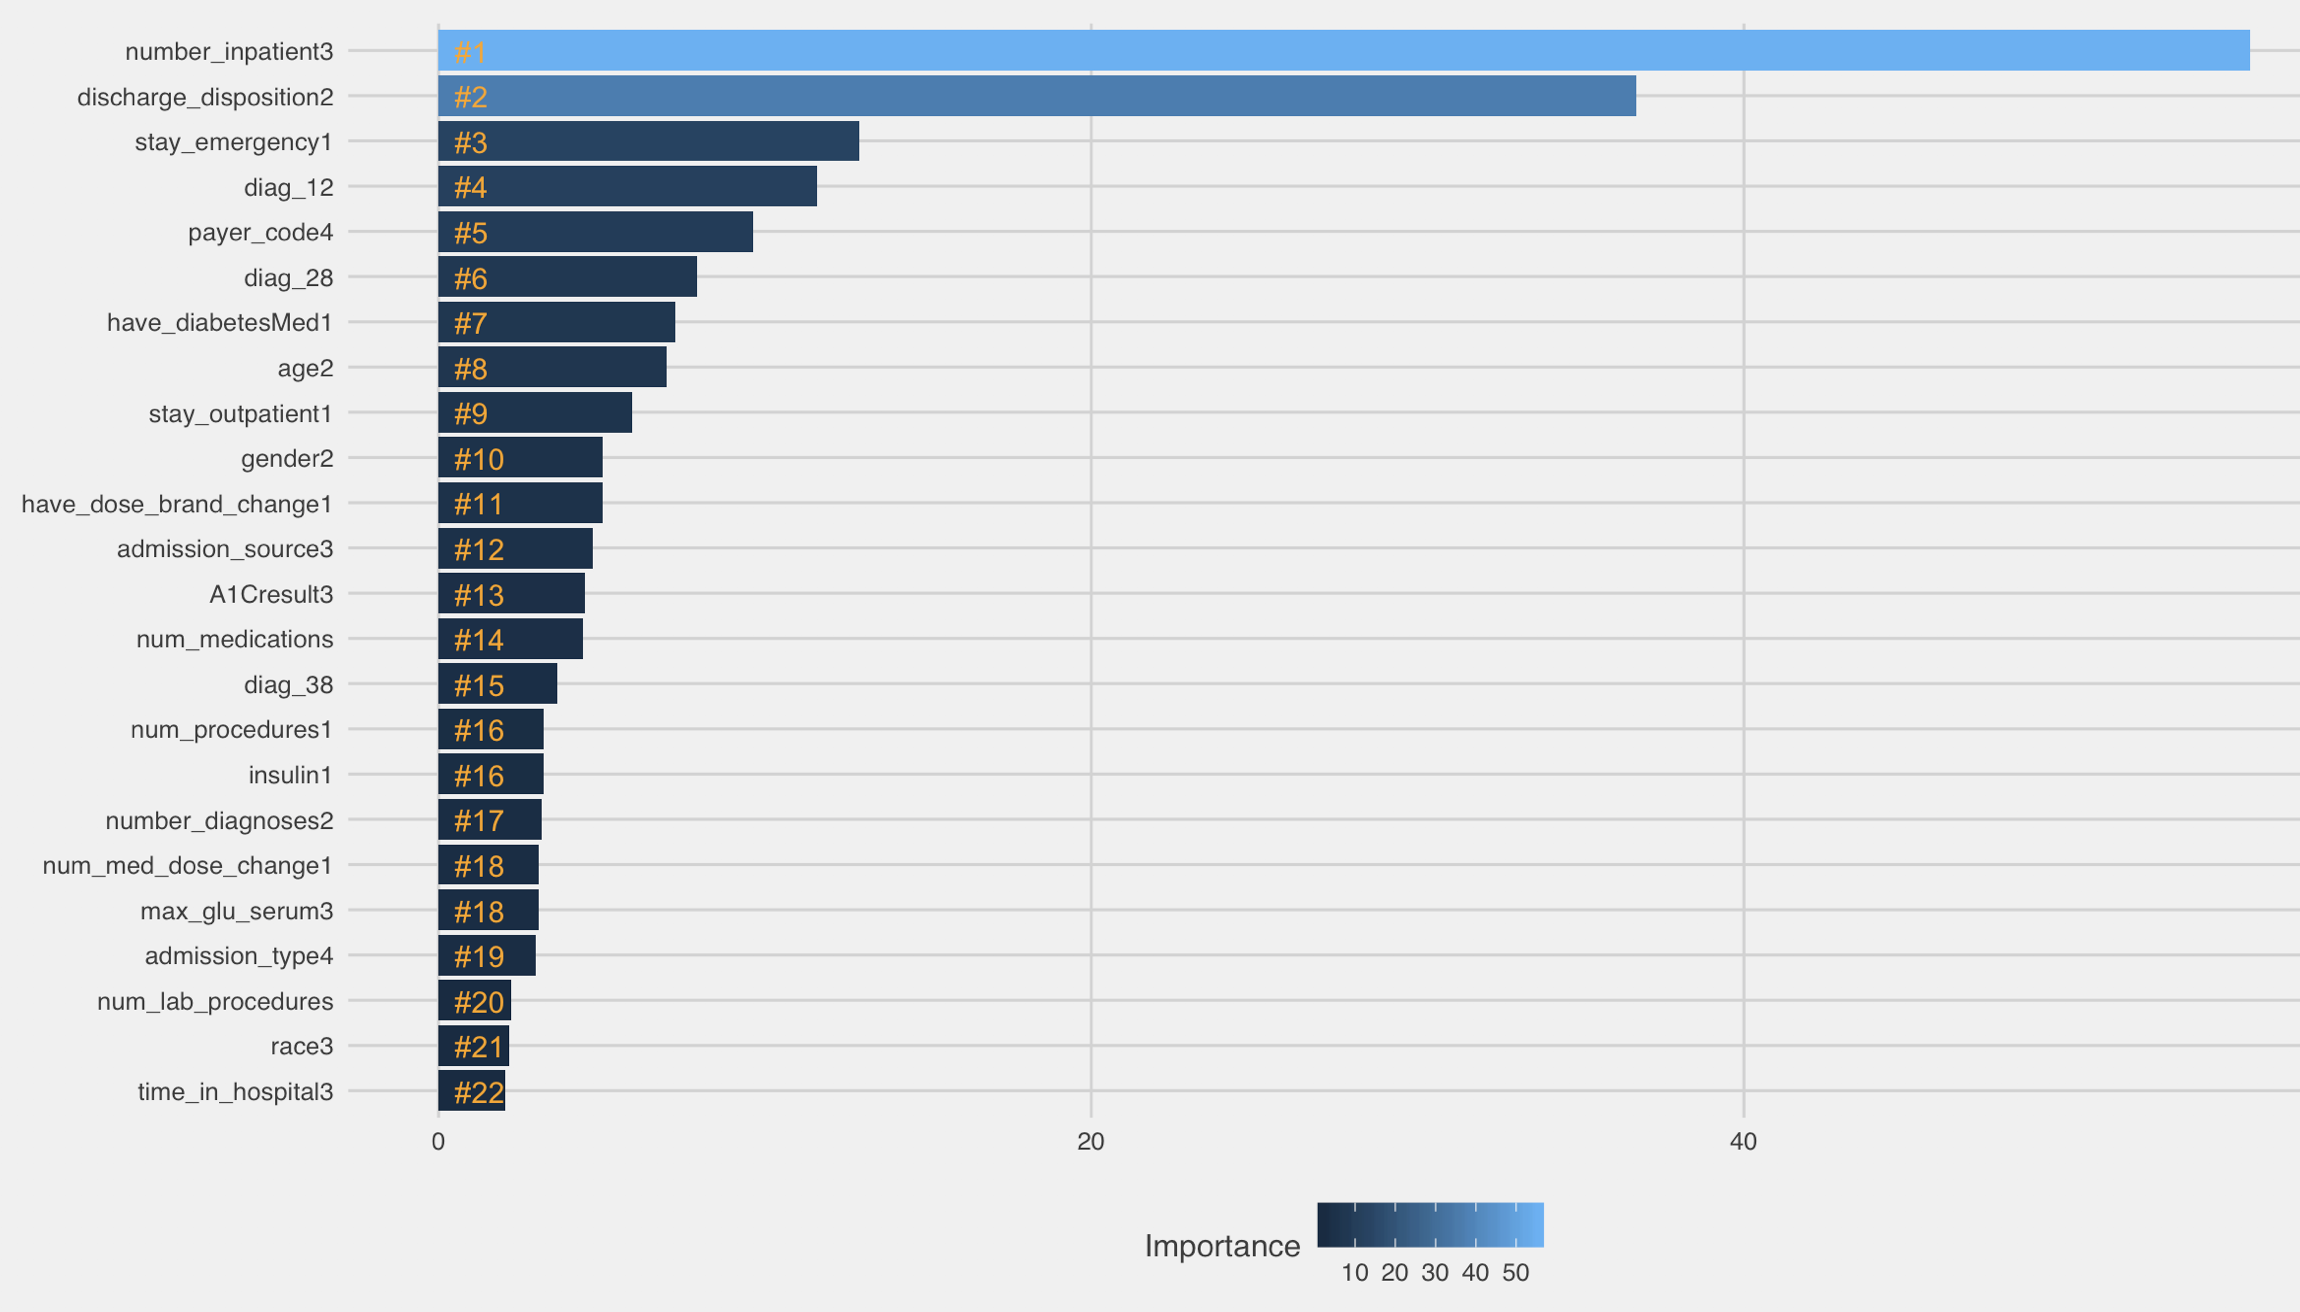 number_inpatient3 #1
discharge_disposition2 #2
stay_emergency1 #3
diag_12 #4
payer_code4 #5
diag_28 #6
have_diabetesMed1 #7
age2 #8
stay_outpatient1 #9
gender2 #10
have_dose_brand_change1 #11
admission_source3 #12
A1Cresult3 #13
num_medications #14
diag_38 #15
num_procedures1 #16
insulin1 #16
number_diagnoses2 #17
num_med_dose_change1 #18
max_glu_serum3 #18
admission_type4 #19
num_lab_procedures #20
race3 #21
time_in_hospital3 #22
0 20 40
Importance
10 20 30 40 50